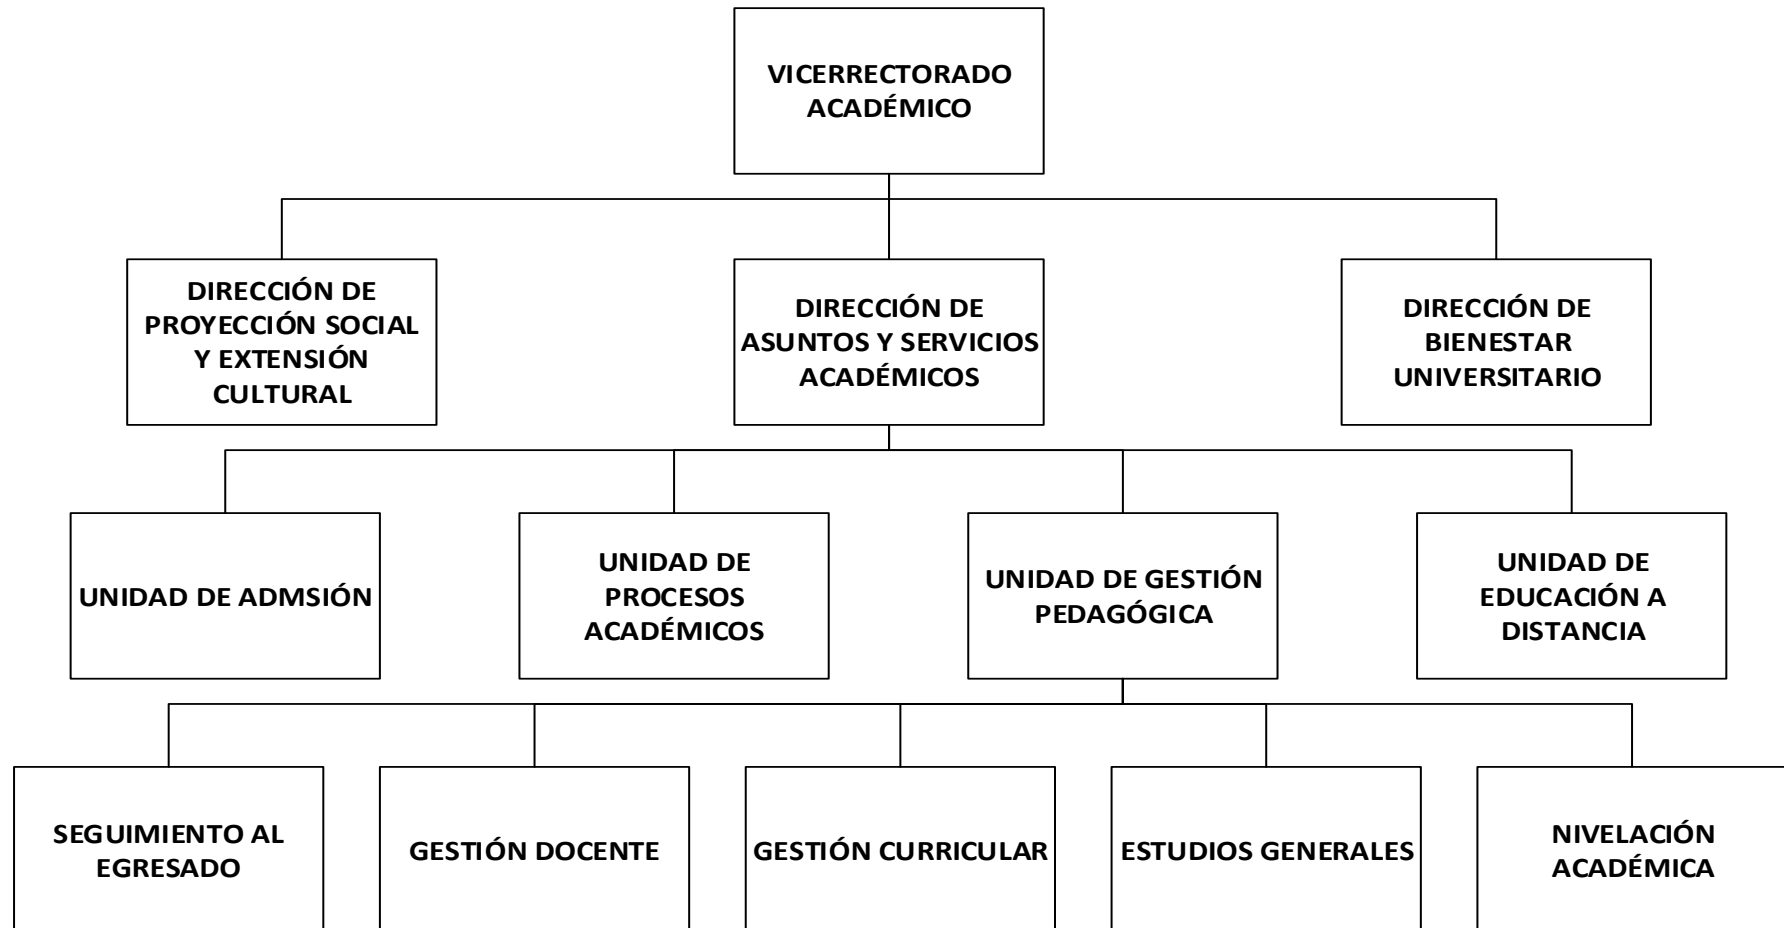 VICERRECTORADO
ACADÉMICO
DIRECCIÓN DE
PROYECCIÓN SOCIAL
Y EXTENSIÓN
CULTURAL
DIRECCIÓN DE
ASUNTOS Y SERVICIOS
ACADÉMICOS
DIRECCIÓN DE
BIENESTAR
UNIVERSITARIO
UNIDAD DE ADMSIÓN
UNIDAD DE
PROCESOS
ACADÉMICOS
UNIDAD DE GESTIÓN
PEDAGÓGICA
UNIDAD DE
EDUCACIÓN A
DISTANCIA
SEGUIMIENTO AL
EGRESADO
GESTIÓN DOCENTE
GESTIÓN CURRICULAR
ESTUDIOS GENERALES
NIVELACIÓN
ACADÉMICA